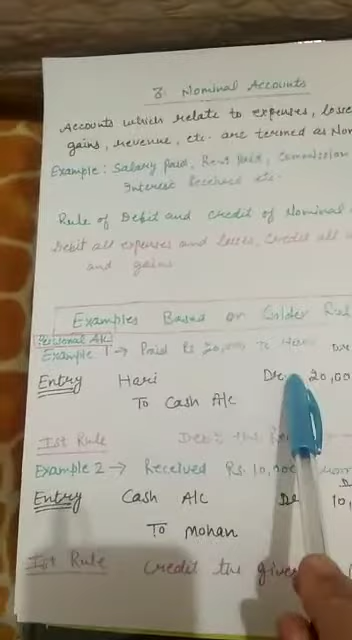 3. Nominal Accounts
Accounts which relate to expenses, losse
gains, revenue, etc. are termed as Nom
Example: Salary paid, Rent paid, Commission
Interest Received etc.
Rule of Debit and Credit of Nominal
Debit all expenses and losses, Credit all
and gains
Examples Based on Golden Rul
Personal A/c
Example 1 → Paid Rs 20,000 to Hari Dr
Entry Hari Dr. 20,00
To Cash A/c
Ist Rule Debit the Re
Example 2 → Received Rs. 10,000
Entry Cash A/c 10,
To Mohan
Ist Rule Credit the giver